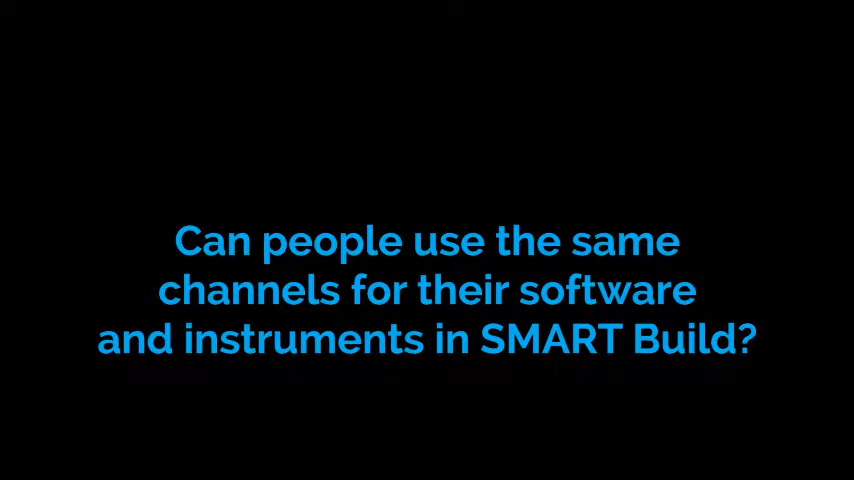 Can people use the same
channels for their software
and instruments in SMART Build?